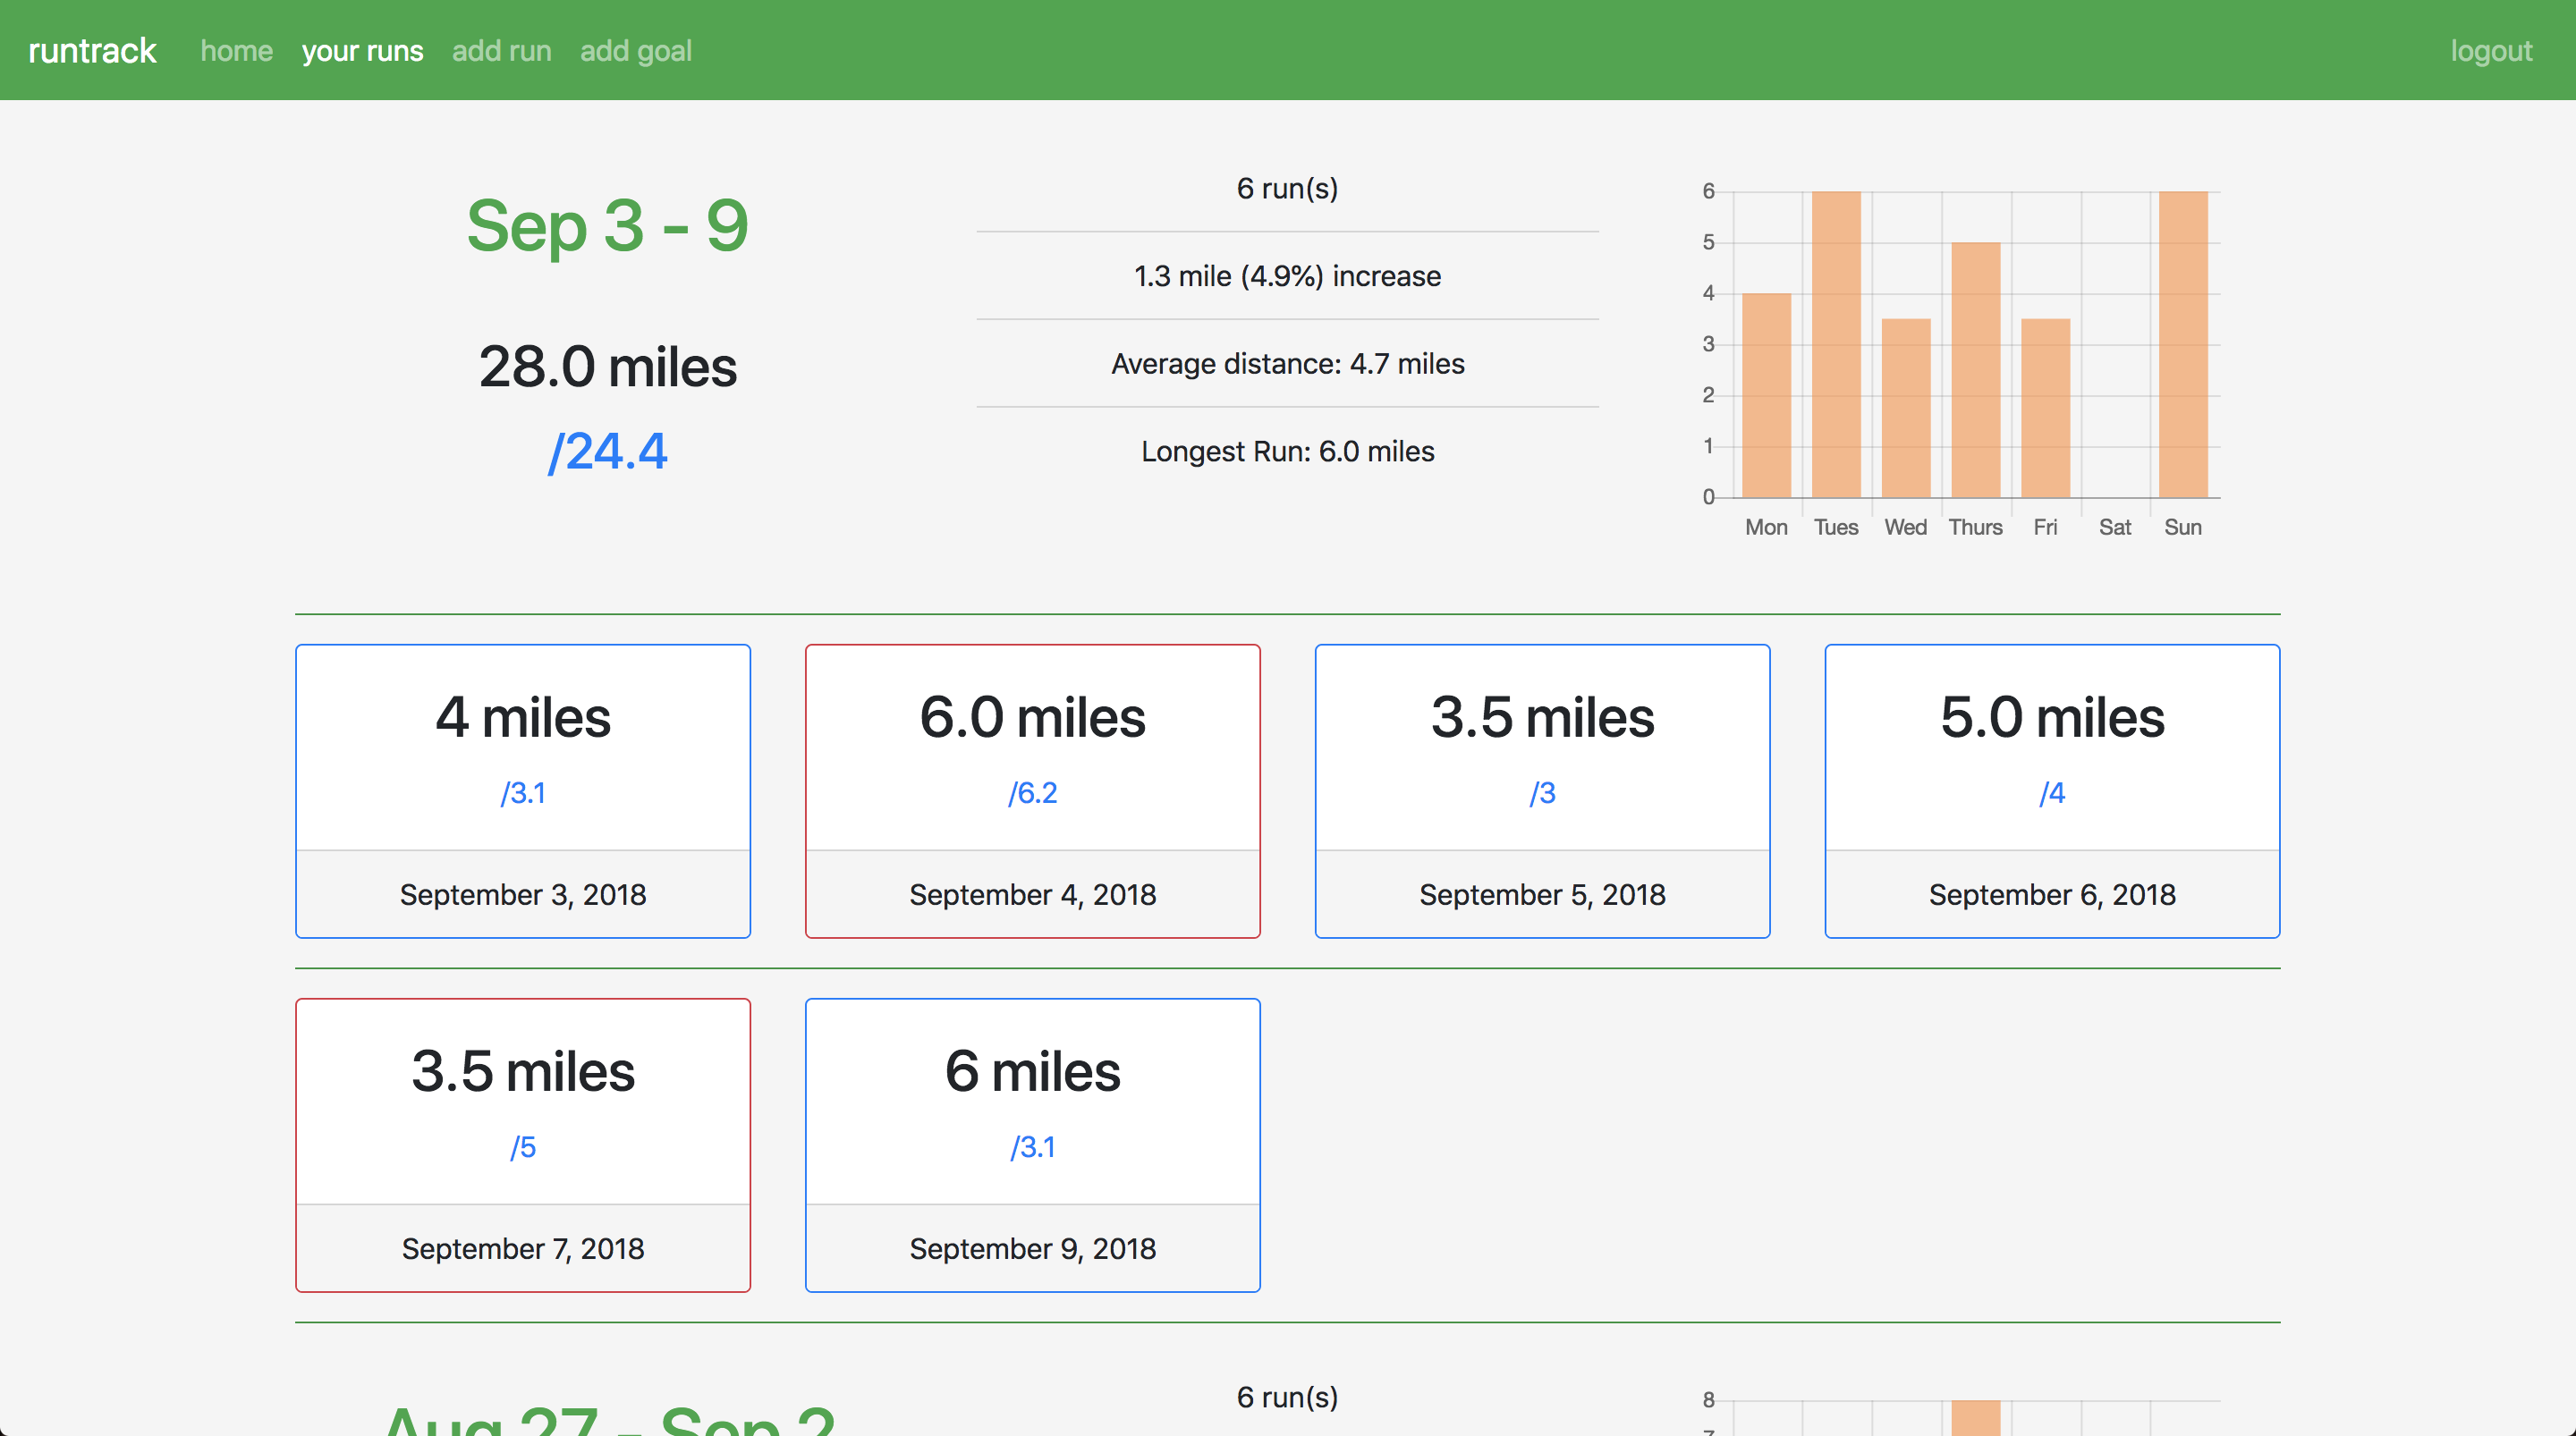 runtrack home your runs add run add goal logout
Sep 3 - 9
28.0 miles
/24.4
6 run(s)
1.3 mile (4.9%) increase
Average distance: 4.7 miles
Longest Run: 6.0 miles
6
5
4
3
2
1
0
Mon Tues Wed Thurs Fri Sat Sun
4 miles
/3.1
September 3, 2018
6.0 miles
/6.2
September 4, 2018
3.5 miles
/3
September 5, 2018
5.0 miles
/4
September 6, 2018
3.5 miles
/5
September 7, 2018
6 miles
/3.1
September 9, 2018
Aug 27 - Sep 2
6 run(s)
8
7